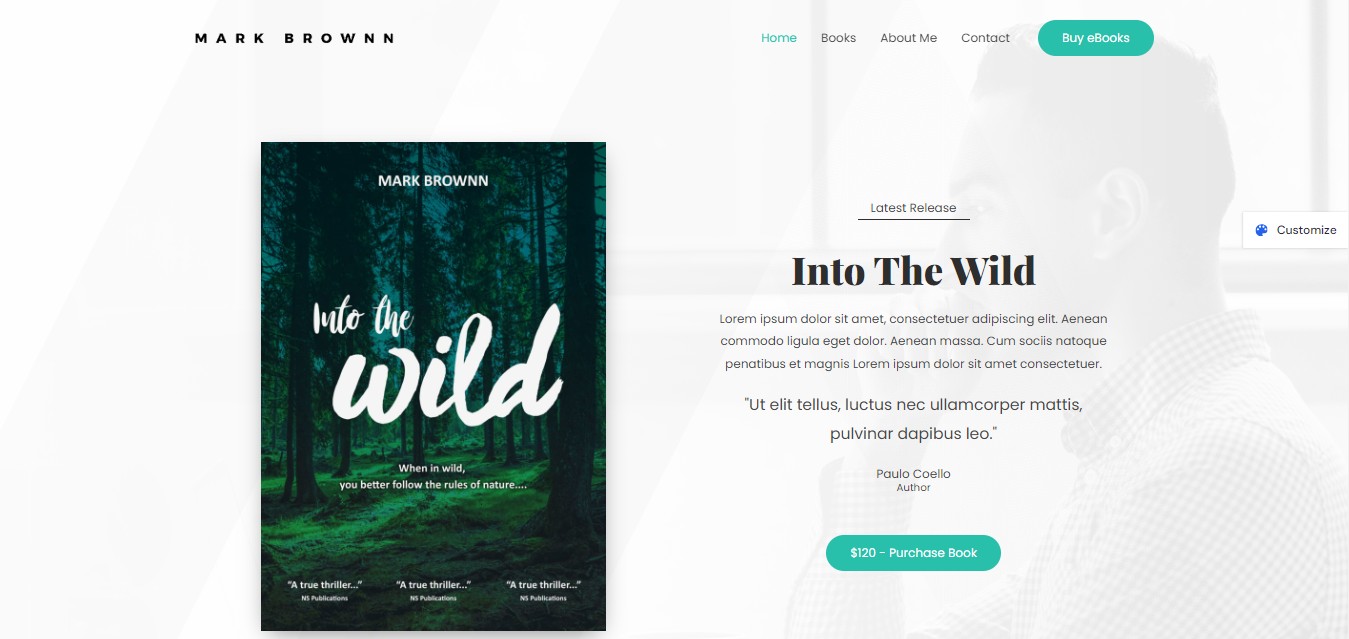 MARK BROWNN
Home Books About Me Contact Buy eBooks
MARK BROWNN
Into the
wild
When in wild,
you better follow the rules of nature....
"A true thriller..." "A true thriller..." "A true thriller..."
NS Publications NS Publications NS Publications
Latest Release
Into The Wild
Lorem ipsum dolor sit amet, consectetuer adipiscing elit. Aenean
commodo ligula eget dolor. Aenean massa. Cum sociis natoque
penatibus et magnis Lorem ipsum dolor sit amet consectetuer.
"Ut elit tellus, luctus nec ullamcorper mattis,
pulvinar dapibus leo."
Paulo Coello
Author
$120 - Purchase Book
Customize